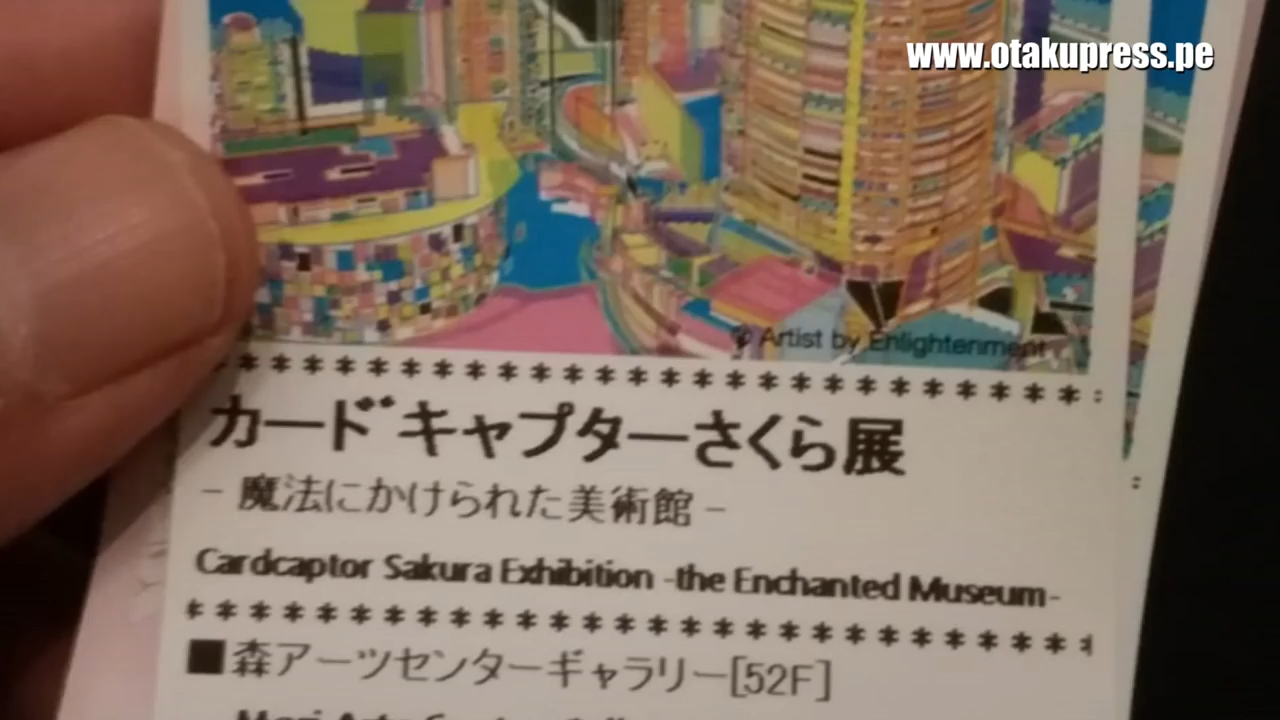 www.otakupress.pe
© Artist by Enlightenment
* * * * * * * * * * * * * * * * * * * * * * * * * * * * :
カードキャプターさくら展
- 魔法にかけられた美術館 -
Cardcaptor Sakura Exhibition -the Enchanted Museum-
* * * * * * * * * * * * * * * * * * * * * * * * * * * * *
■森アーツセンターギャラリー[52F]